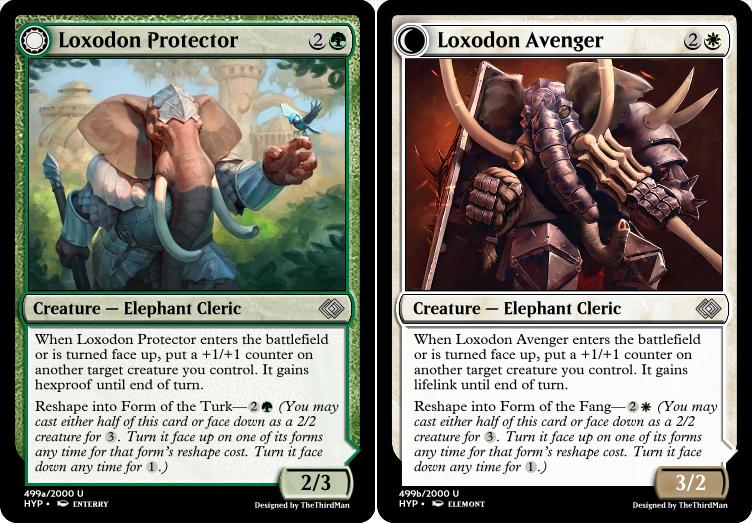 Loxodon Protector 2
Creature — Elephant Cleric
When Loxodon Protector enters the battlefield
or is turned face up, put a +1/+1 counter on
another target creature you control. It gains
hexproof until end of turn.
Reshape into Form of the Turk—2 (You may
cast either half of this card or face down as a 2/2
creature for 3. Turn it face up on one of its forms
any time for that form's reshape cost. Turn it face
down any time for 1.)
2/3
499a/2000 U
HYP • ENTERRY
Designed by TheThirdMan
Loxodon Avenger 2
Creature — Elephant Cleric
When Loxodon Avenger enters the battlefield
or is turned face up, put a +1/+1 counter on
another target creature you control. It gains
lifelink until end of turn.
Reshape into Form of the Fang—2 (You may
cast either half of this card or face down as a 2/2
creature for 3. Turn it face up on one of its forms
any time for that form's reshape cost. Turn it face
down any time for 1.)
3/2
499b/2000 U
HYP • ELEMONT
Designed by TheThirdMan